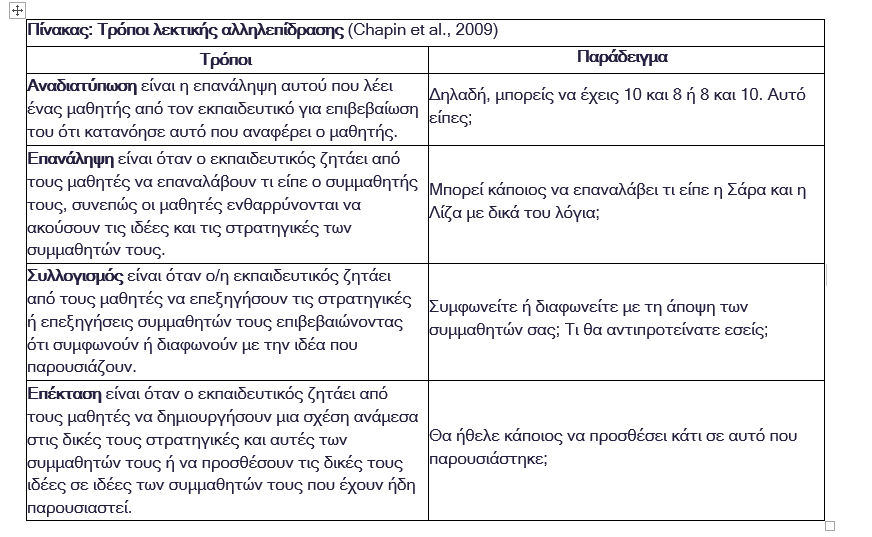 Πίνακας: Τρόποι λεκτικής αλληλεπίδρασης (Chapin et al., 2009)
Τρόποι
Παράδειγμα
Αναδιατύπωση είναι η επανάληψη αυτού που λέει
ένας μαθητής από τον εκπαιδευτικό για επιβεβαίωση
του ότι κατανόησε αυτό που αναφέρει ο μαθητής.
Δηλαδή, μπορείς να έχεις 10 και 8 ή 8 και 10. Αυτό
είπες;
Επανάληψη είναι όταν ο εκπαιδευτικός ζητάει από
τους μαθητές να επαναλάβουν τι είπε ο συμμαθητής
τους, συνεπώς οι μαθητές ενθαρρύνονται να
ακούσουν τις ιδέες και τις στρατηγικές των
συμμαθητών τους.
Μπορεί κάποιος να επαναλάβει τι είπε η Σάρα και η
Λίζα με δικά του λόγια;
Συλλογισμός είναι όταν ο/η εκπαιδευτικός ζητάει
από τους μαθητές να επεξηγήσουν τις στρατηγικές
ή επεξηγήσεις συμμαθητών τους επιβεβαιώνοντας
ότι συμφωνούν ή διαφωνούν με την ιδέα που
παρουσιάζουν.
Συμφωνείτε ή διαφωνείτε με τη άποψη των
συμμαθητών σας; Τι θα αντιπροτείνατε εσείς;
Επέκταση είναι όταν ο εκπαιδευτικός ζητάει από
τους μαθητές να δημιουργήσουν μια σχέση ανάμεσα
στις δικές τους στρατηγικές και αυτές των
συμμαθητών τους ή να προσθέσουν τις δικές τους
ιδέες σε ιδέες των συμμαθητών τους που έχουν ήδη
παρουσιαστεί.
Θα ήθελε κάποιος να προσθέσει κάτι σε αυτό που
παρουσιάστηκε;